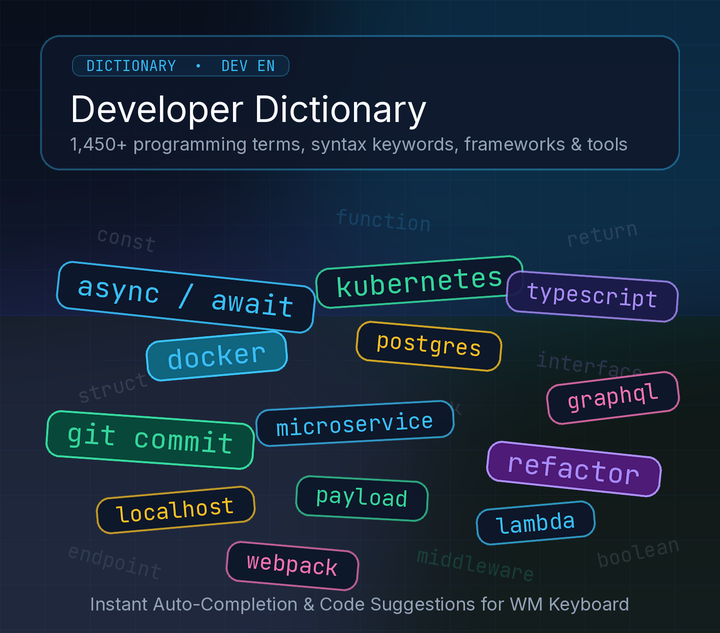 DICTIONARY • DEV EN
Developer Dictionary
1,450+ programming terms, syntax keywords, frameworks & tools
function
const
return
async / await
kubernetes
typescript
docker
postgres
interface
struct
graphql
git commit
microservice
refactor
localhost
payload
lambda
endpoint
webpack
middleware
boolean
Instant Auto-Completion & Code Suggestions for WM Keyboard